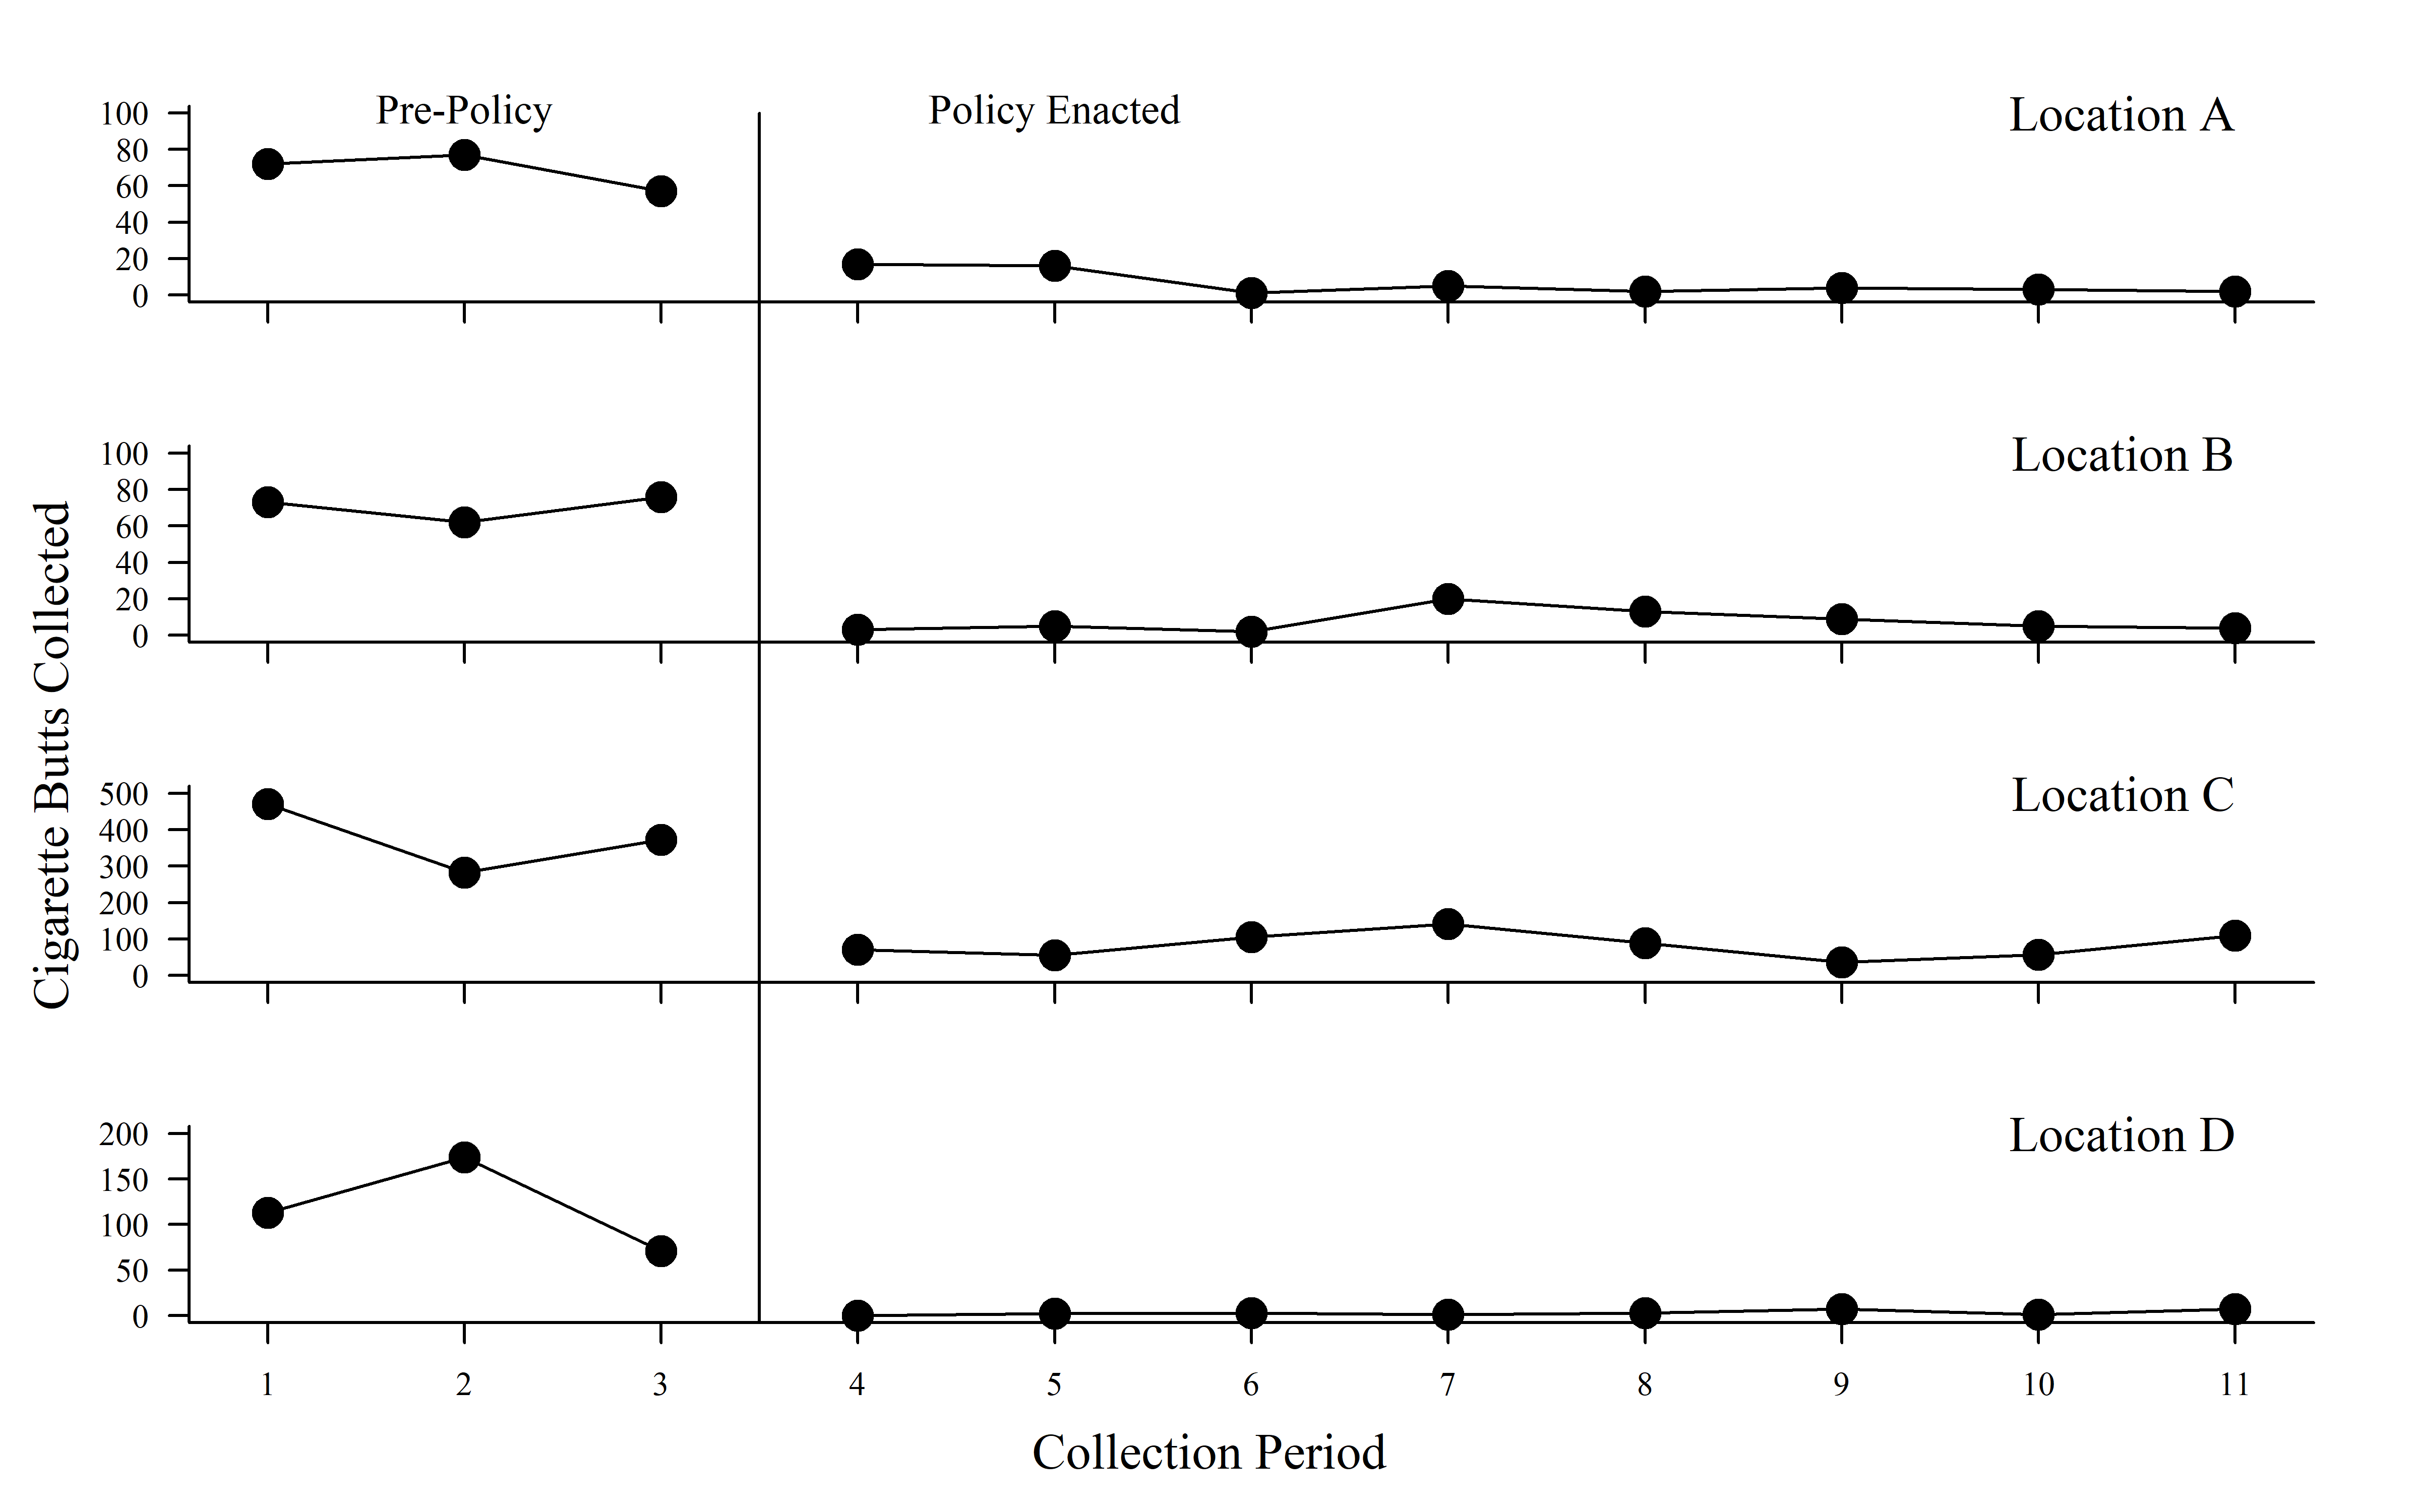 Pre-Policy
Policy Enacted
Location A
100
80
60
40
20
0
Location B
100
80
60
40
20
0
Cigarette Butts Collected
Location C
500
400
300
200
100
0
Location D
200
150
100
50
0
1 2 3 4 5 6 7 8 9 10 11
Collection Period